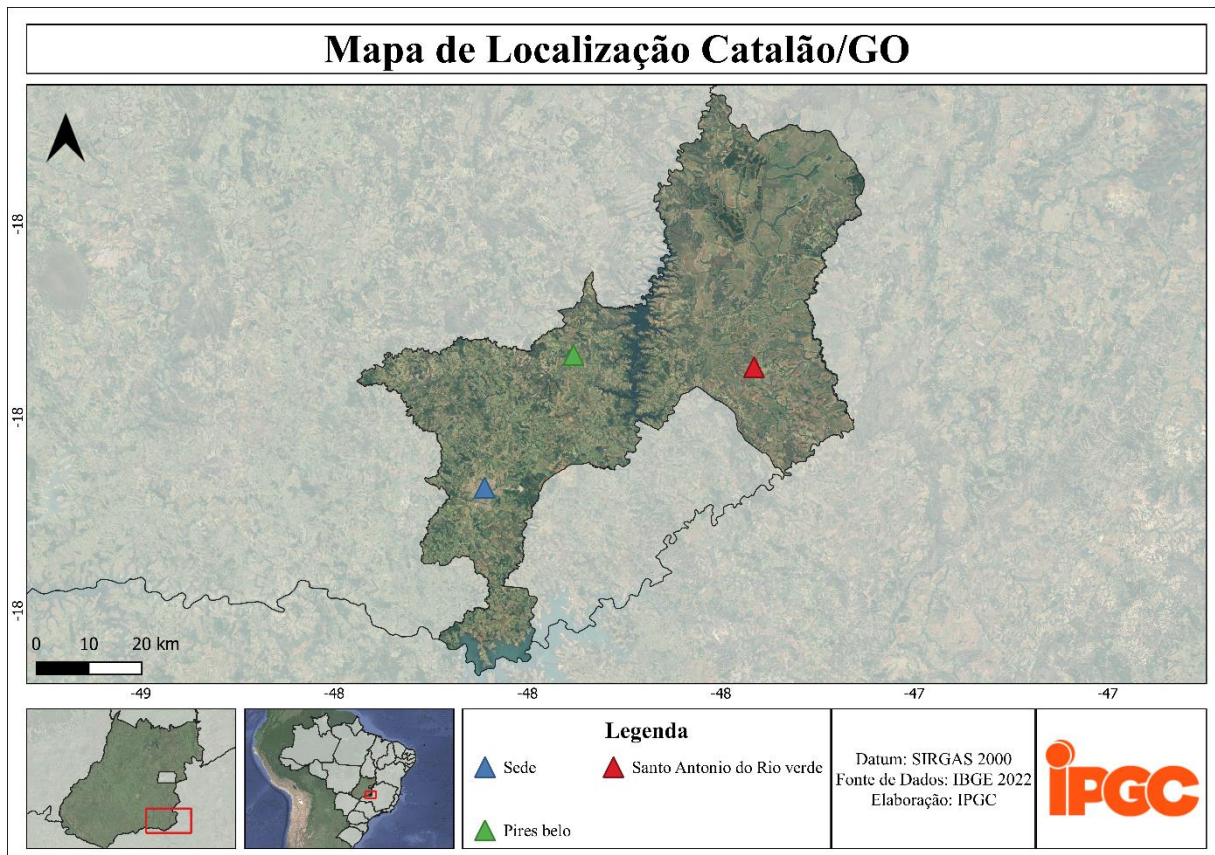 Mapa de Localização Catalão/GO
-18
-18
-18
0 10 20 km
-49 -48 -48 -48 -47 -47
Legenda
Sede
Santo Antonio do Rio verde
Pires belo
Datum: SIRGAS 2000
Fonte de Dados: IBGE 2022
Elaboração: IPGC
iPGC